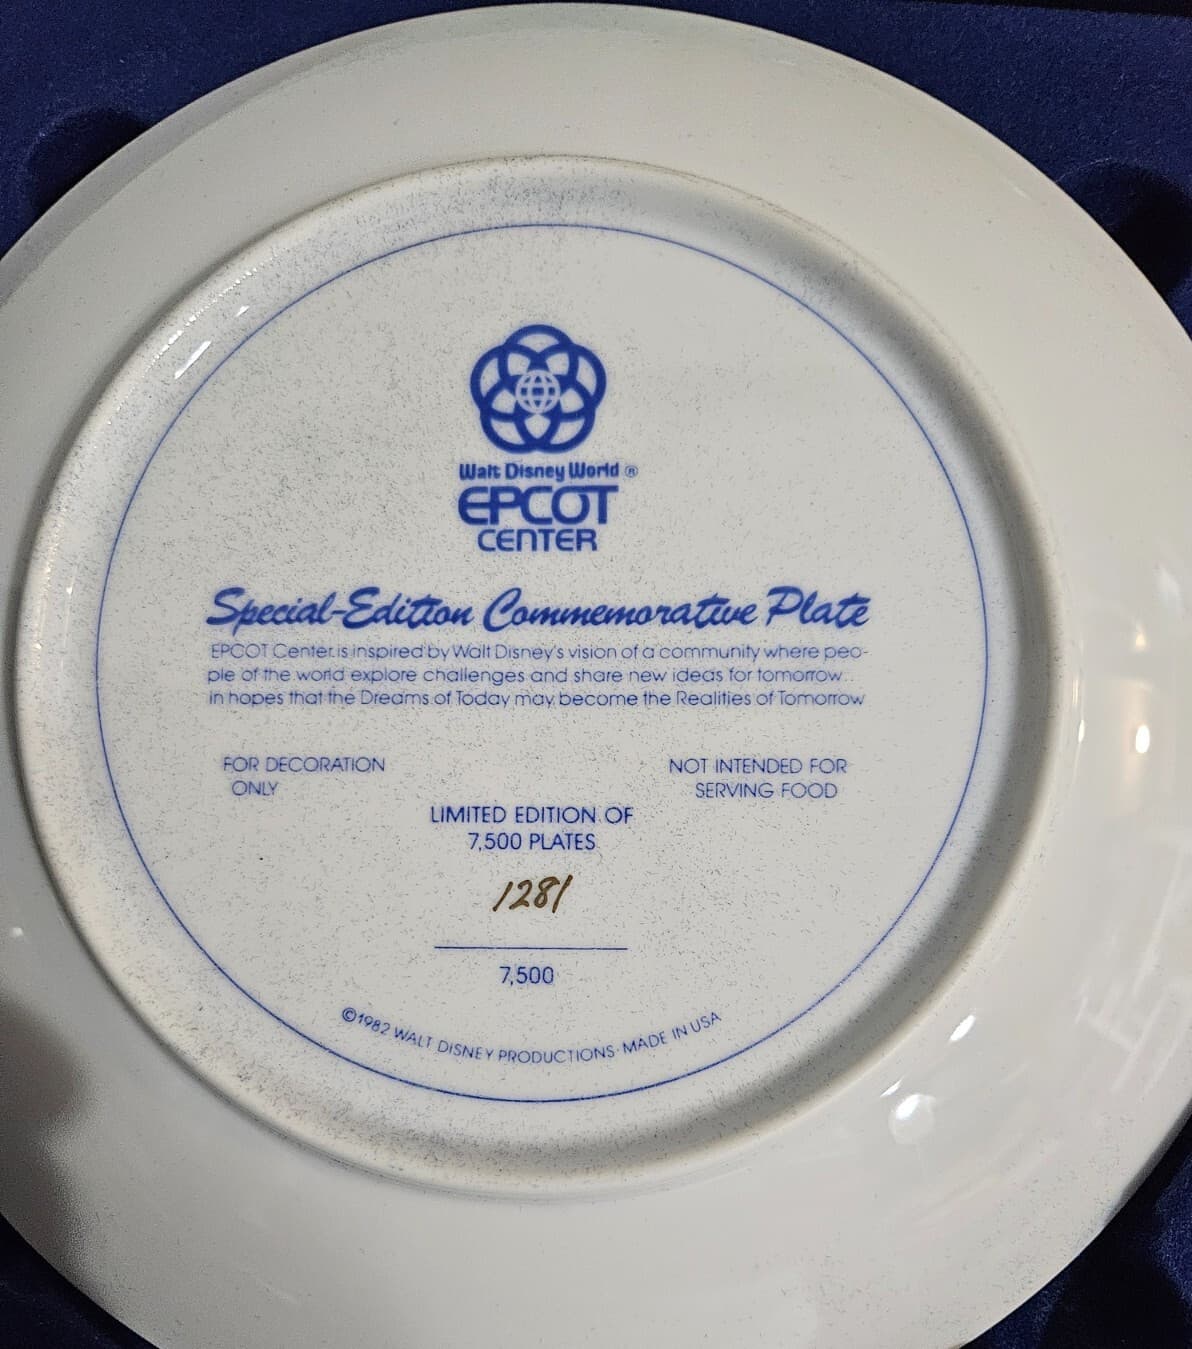 Walt Disney World ®
EPCOT
CENTER
Special-Edition Commemorative Plate
EPCOT Center is inspired by Walt Disney's vision of a community where peo-
ple of the world explore challenges and share new ideas for tomorrow...
in hopes that the Dreams of Today may become the Realities of Tomorrow
FOR DECORATION
ONLY
NOT INTENDED FOR
SERVING FOOD
LIMITED EDITION OF
7,500 PLATES
1281
7,500
©1982 WALT DISNEY PRODUCTIONS · MADE IN USA